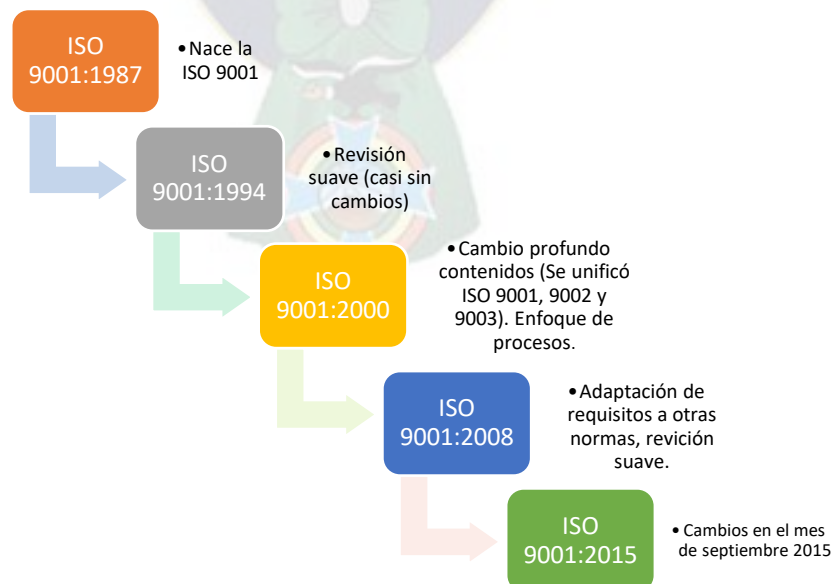 ISO
9001:1987
•Nace la
ISO 9001
ISO
9001:1994
•Revisión
suave (casi sin
cambios)
ISO
9001:2000
•Cambio profundo
contenidos (Se unificó
ISO 9001, 9002 y
9003). Enfoque de
procesos.
ISO
9001:2008
•Adaptación de
requisitos a otras
normas, revición
suave.
ISO
9001:2015
• Cambios en el mes
de septiembre 2015